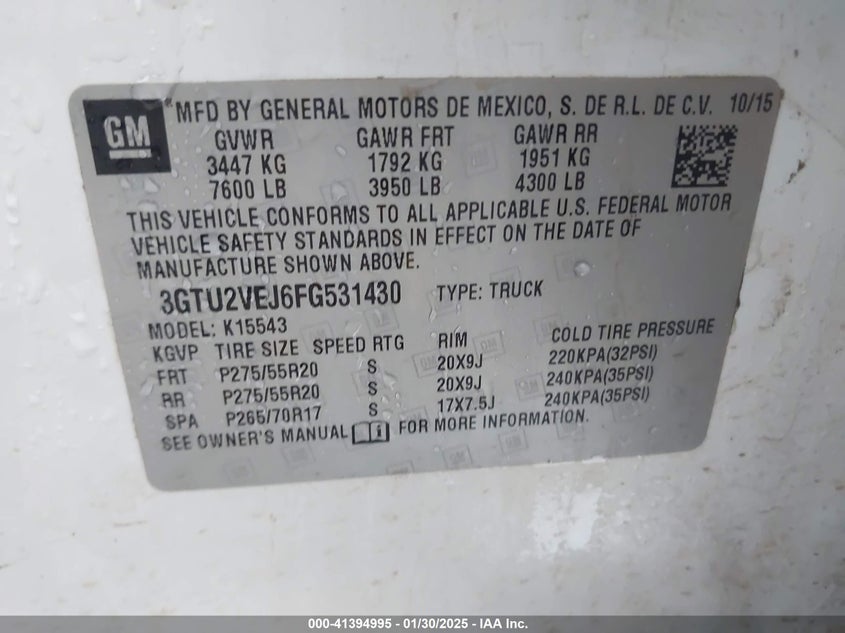 GM
*MFD BY GENERAL MOTORS DE MEXICO, S. DE R.L. DE C.V. 10/15
GVWR GAWR FRT GAWR RR
3447 KG 1792 KG 1951 KG
7600 LB 3950 LB 4300 LB
THIS VEHICLE CONFORMS TO ALL APPLICABLE U.S. FEDERAL MOTOR
VEHICLE SAFETY STANDARDS IN EFFECT ON THE DATE OF
MANUFACTURE SHOWN ABOVE.
3GTU2VEJ6FG531430 TYPE: TRUCK
MODEL: K15543
KGVP TIRE SIZE SPEED RTG RIM COLD TIRE PRESSURE
FRT P275/55R20 S 20X9J 220KPA(32PSI)
RR P275/55R20 S 20X9J 240KPA(35PSI)
SPA P265/70R17 S 17X7.5J 240KPA(35PSI)
SEE OWNER'S MANUAL FOR MORE INFORMATION.
000-41394995 - 01/30/2025 - IAAI.COM